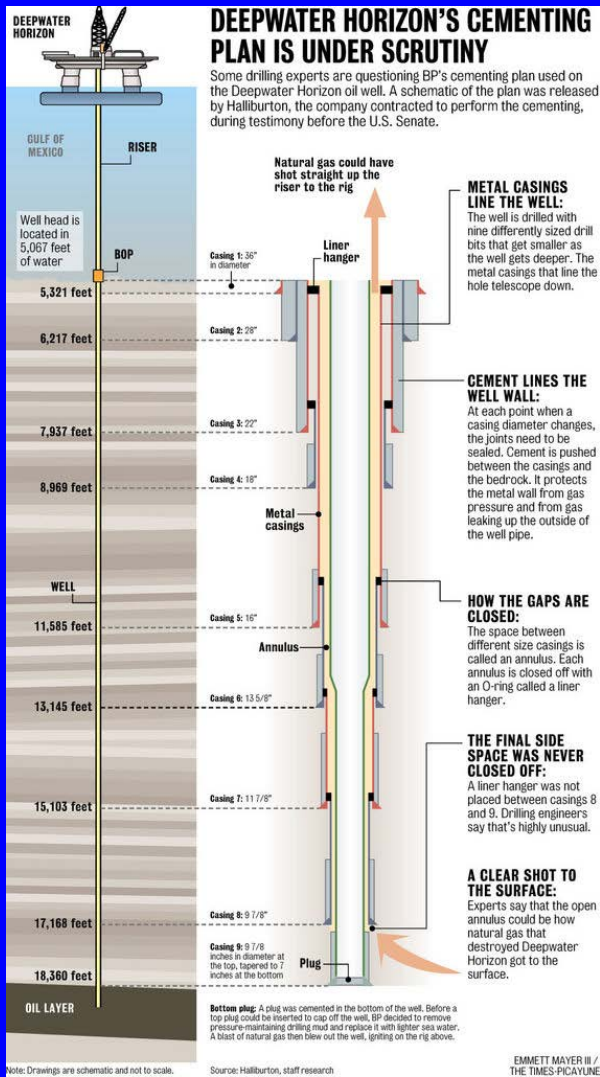 DEEPWATER
HORIZON
DEEPWATER HORIZON'S CEMENTING
PLAN IS UNDER SCRUTINY
Some drilling experts are questioning BP's cementing plan used on
the Deepwater Horizon oil well. A schematic of the plan was released
by Halliburton, the company contracted to perform the cementing,
during testimony before the U.S. Senate.
GULF OF
MEXICO
RISER
Well head is
located in
5,067 feet
of water
BOP
5,321 feet
6,217 feet
7,937 feet
8,969 feet
WELL
11,585 feet
13,145 feet
15,103 feet
17,168 feet
18,360 feet
OIL LAYER
Natural gas could have
shot straight up the
riser to the rig
Casing 1: 36"
in diameter
Liner
hanger
Casing 2: 28"
Casing 3: 22"
Casing 4: 18"
Metal
casings
Casing 5: 16"
Annulus
Casing 6: 13 5/8"
Casing 7: 11 7/8"
Casing 8: 9 7/8"
Casing 9: 9 7/8
inches in diameter at
the top, tapered to 7
inches at the bottom
Plug
METAL CASINGS
LINE THE WELL:
The well is drilled with
nine differently sized drill
bits that get smaller as
the well gets deeper. The
metal casings that line the
hole telescope down.
CEMENT LINES THE
WELL WALL:
At each point when a
casing diameter changes,
the joints need to be
sealed. Cement is pushed
between the casings and
the bedrock. It protects
the metal wall from gas
pressure and from gas
leaking up the outside of
the well pipe.
HOW THE GAPS ARE
CLOSED:
The space between
different size casings is
called an annulus. Each
annulus is closed off with
an O-ring called a liner
hanger.
THE FINAL SIDE
SPACE WAS NEVER
CLOSED OFF:
A liner hanger was not
placed between casings 8
and 9. Drilling engineers
say that's highly unusual.
A CLEAR SHOT TO
THE SURFACE:
Experts say that the open
annulus could be how
natural gas that
destroyed Deepwater
Horizon got to the
surface.
Bottom plug: A plug was cemented in the bottom of the well. Before a
top plug could be inserted to cap off the well, BP decided to remove
pressure-maintaining drilling mud and replace it with lighter sea water.
A blast of natural gas then blew out the well, igniting on the rig above.
Note: Drawings are schematic and not to scale.
Source: Halliburton, staff research
EMMETT MAYER III /
THE TIMES-PICAYUNE